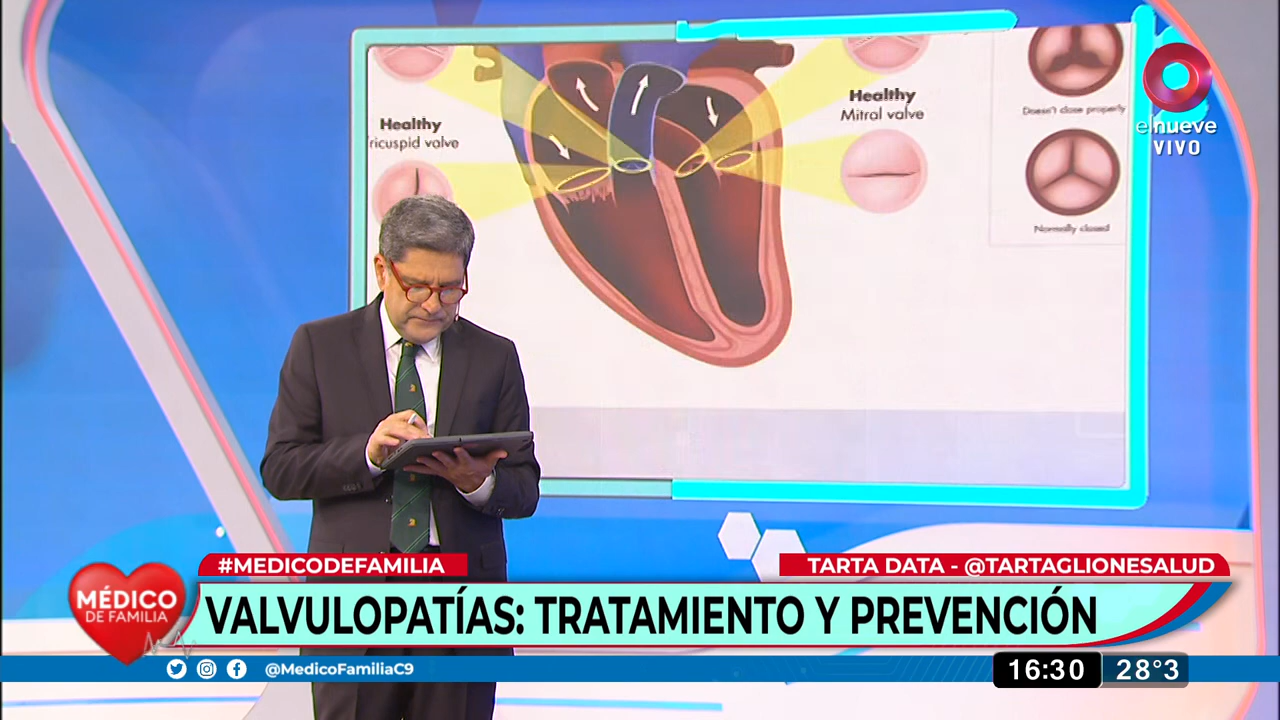 Healthy
ricuspid valve
Healthy
Mitral valve
Doesn't close properly
Normally closed
elnueve
VIVO
#MEDICODEFAMILIA
TARTA DATA - @TARTAGLIONESALUD
MÉDICO
DE FAMILIA
VALVULOPATÍAS: TRATAMIENTO Y PREVENCIÓN
@MedicoFamiliaC9
16:30
28°3